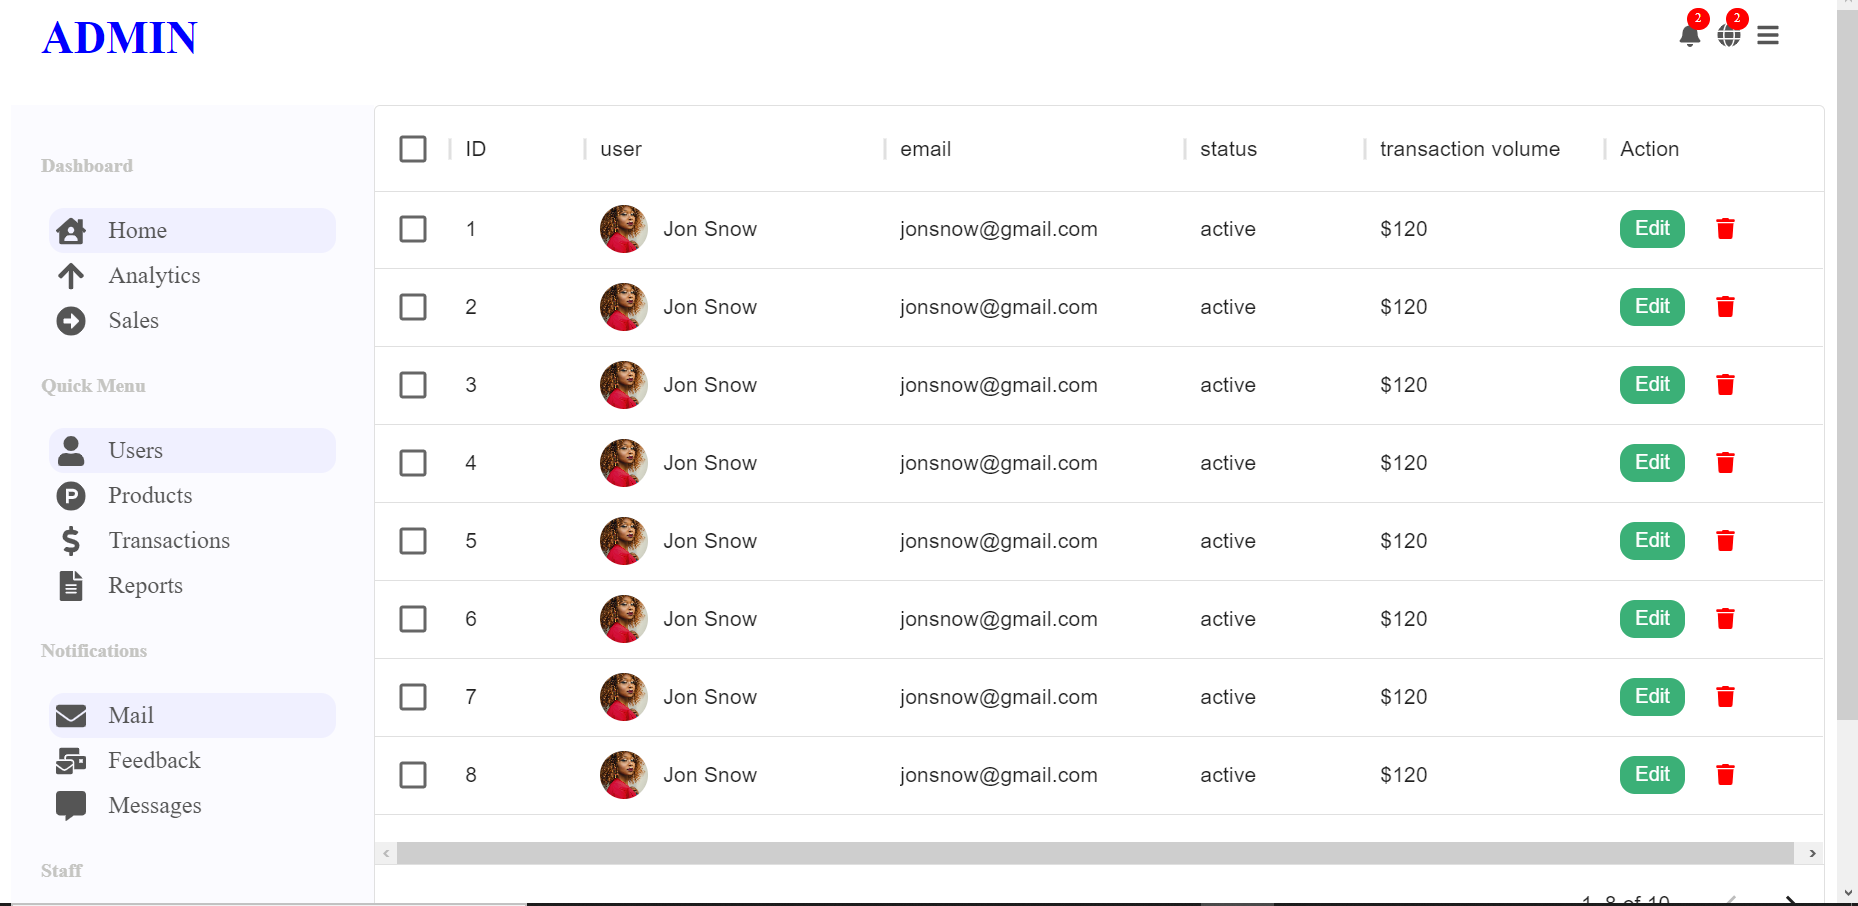 ADMIN
2 2
Dashboard
Home
Analytics
Sales
Quick Menu
Users
Products
Transactions
Reports
Notifications
Mail
Feedback
Messages
Staff
ID user email status transaction volume Action
1 Jon Snow jonsnow@gmail.com active $120 Edit
2 Jon Snow jonsnow@gmail.com active $120 Edit
3 Jon Snow jonsnow@gmail.com active $120 Edit
4 Jon Snow jonsnow@gmail.com active $120 Edit
5 Jon Snow jonsnow@gmail.com active $120 Edit
6 Jon Snow jonsnow@gmail.com active $120 Edit
7 Jon Snow jonsnow@gmail.com active $120 Edit
8 Jon Snow jonsnow@gmail.com active $120 Edit
1–8 of 10